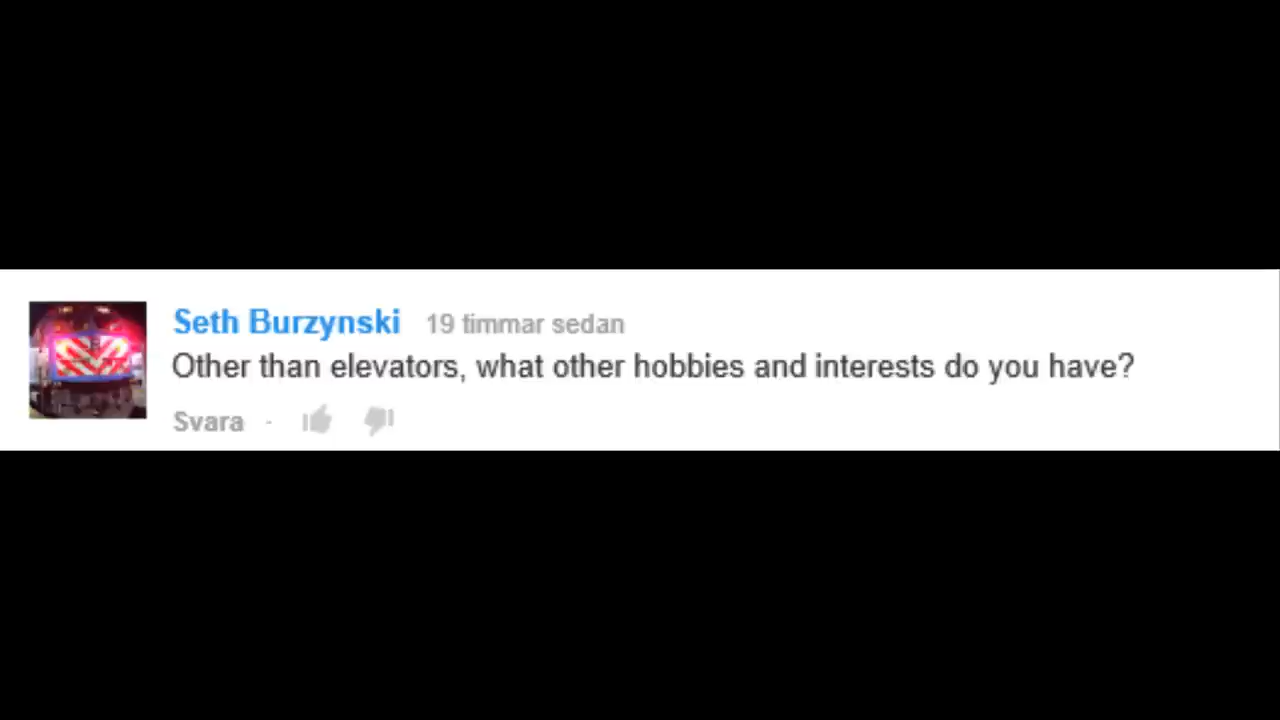 Seth Burzynski 19 timmar sedan
Other than elevators, what other hobbies and interests do you have?
Svara ·